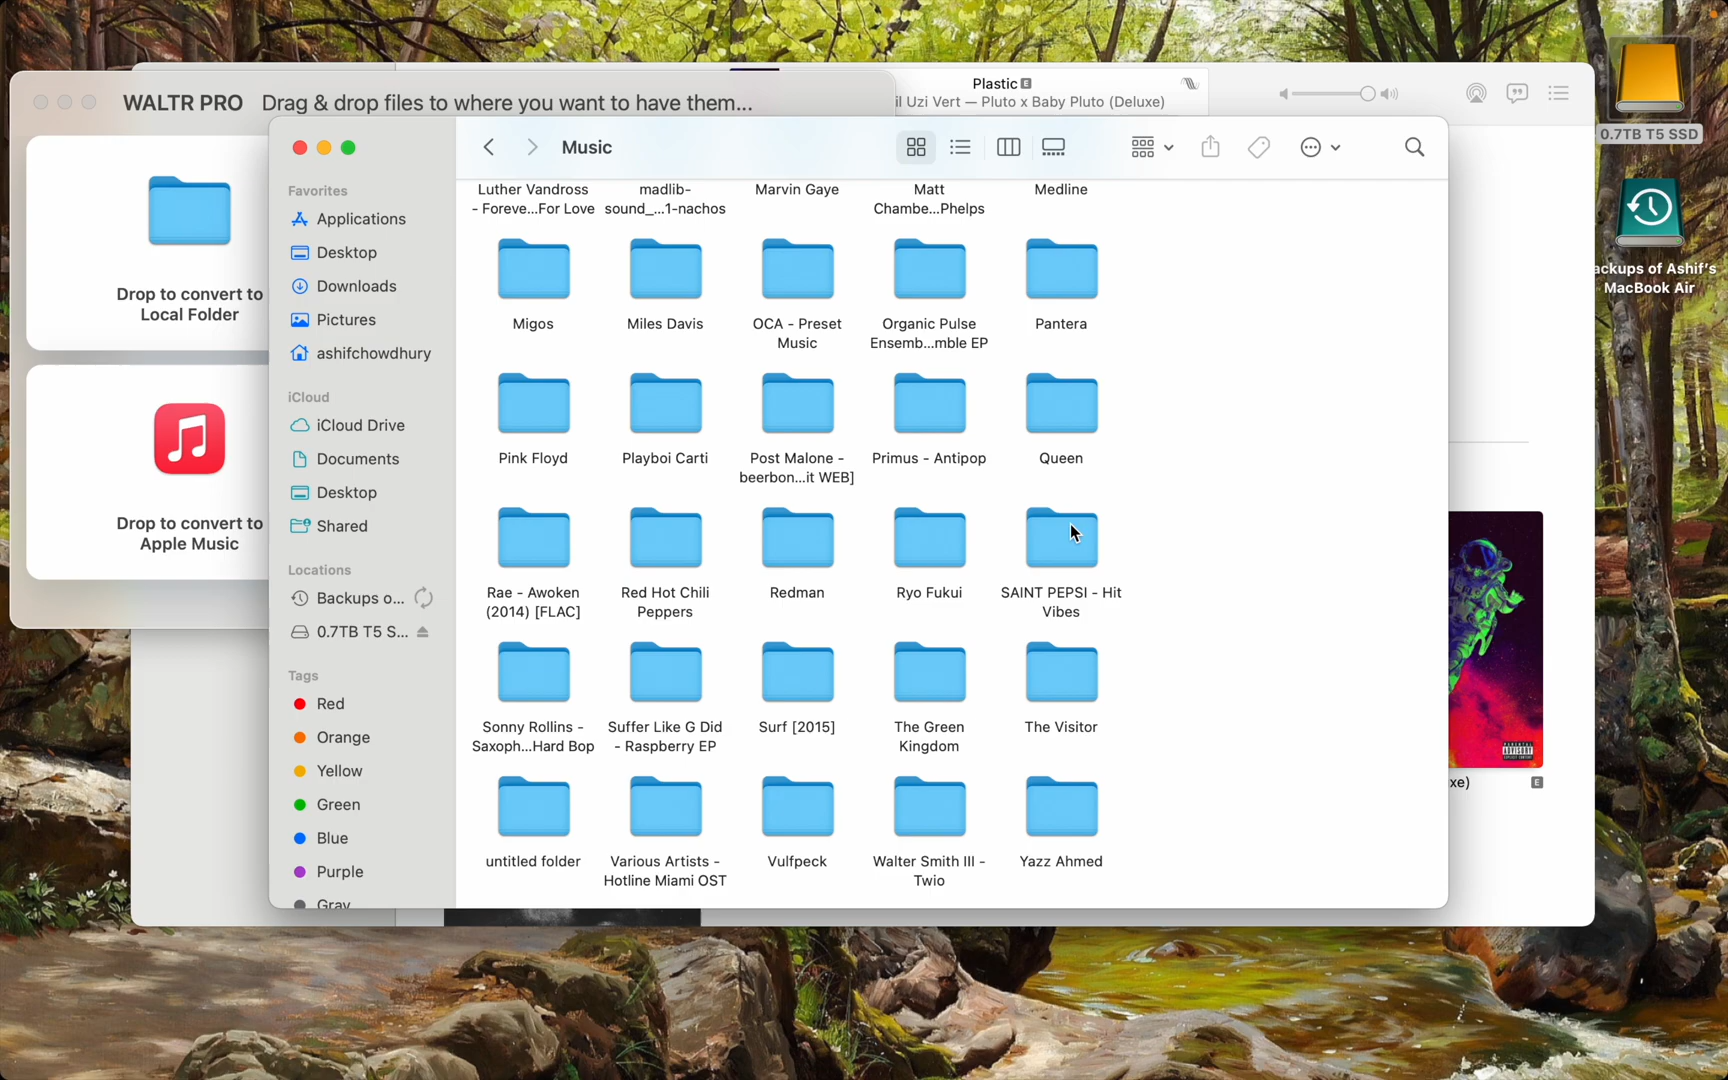 Plastic E
il Uzi Vert — Pluto x Baby Pluto (Deluxe)
0.7TB T5 SSD
ackups of Ashif's
MacBook Air
WALTR PRO Drag & drop files to where you want to have them...
Drop to convert to
Local Folder
Drop to convert to
Apple Music
Music
Favorites
Applications
Desktop
Downloads
Pictures
ashifchowdhury
iCloud
iCloud Drive
Documents
Desktop
Shared
Locations
Backups o...
0.7TB T5 S...
Tags
Red
Orange
Yellow
Green
Blue
Purple
Gray
Luther Vandross
- Foreve...For Love
madlib-
sound_...1-nachos
Marvin Gaye
Matt
Chambe...Phelps
Medline
Migos
Miles Davis
OCA - Preset
Music
Organic Pulse
Ensemb...mble EP
Pantera
Pink Floyd
Playboi Carti
Post Malone -
beerbon...it WEB]
Primus - Antipop
Queen
Rae - Awoken
(2014) [FLAC]
Red Hot Chili
Peppers
Redman
Ryo Fukui
SAINT PEPSI - Hit
Vibes
Sonny Rollins -
Saxoph...Hard Bop
Suffer Like G Did
- Raspberry EP
Surf [2015]
The Green
Kingdom
The Visitor
untitled folder
Various Artists -
Hotline Miami OST
Vulfpeck
Walter Smith III -
Twio
Yazz Ahmed
ADVISORY
xe) E